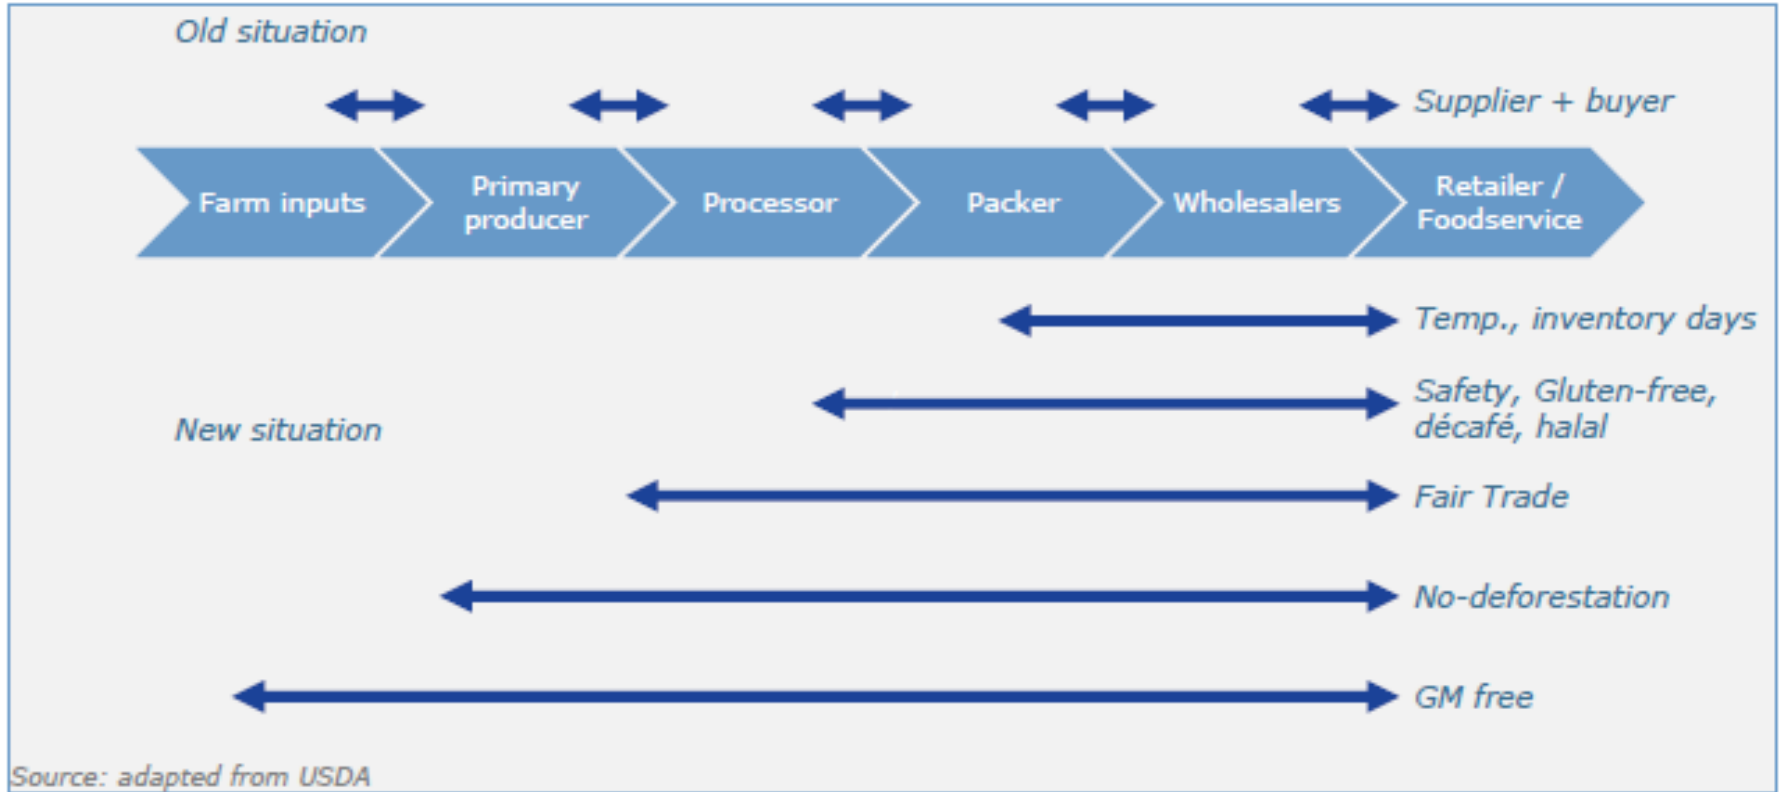 Old situation
Supplier + buyer
Farm inputs
Primary
producer
Processor
Packer
Wholesalers
Retailer /
Foodservice
Temp., inventory days
Safety, Gluten-free,
décafé, halal
New situation
Fair Trade
No-deforestation
GM free
Source: adapted from USDA